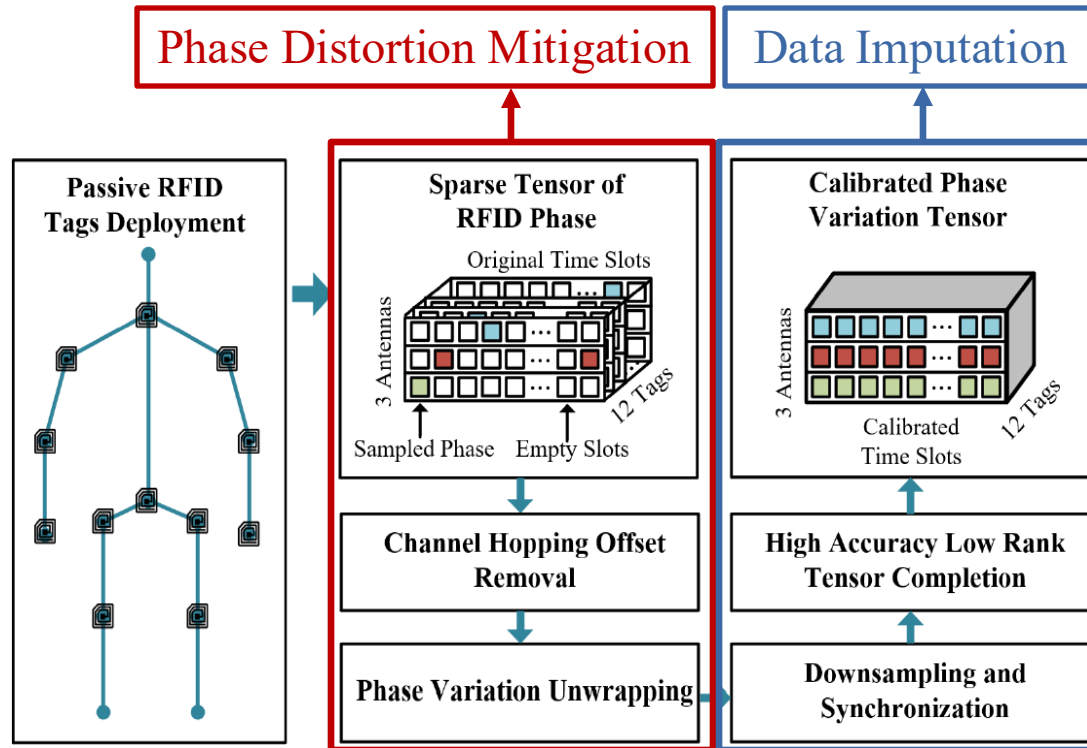 Phase Distortion Mitigation
Data Imputation
Passive RFID
Tags Deployment
Sparse Tensor of
RFID Phase
Original Time Slots
...
3 Antennas
...
...
...
12 Tags
Sampled Phase
Empty Slots
Channel Hopping Offset
Removal
Phase Variation Unwrapping
Calibrated Phase
Variation Tensor
3 Antennas
...
...
...
12 Tags
Calibrated
Time Slots
High Accuracy Low Rank
Tensor Completion
Downsampling and
Synchronization